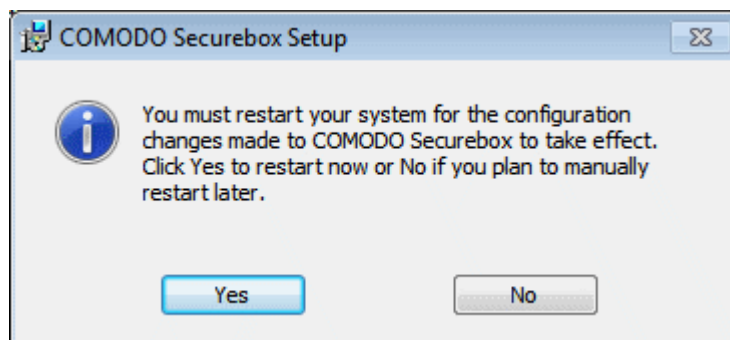 COMODO Securebox Setup
You must restart your system for the configuration
changes made to COMODO Securebox to take effect.
Click Yes to restart now or No if you plan to manually
restart later.
Yes
No